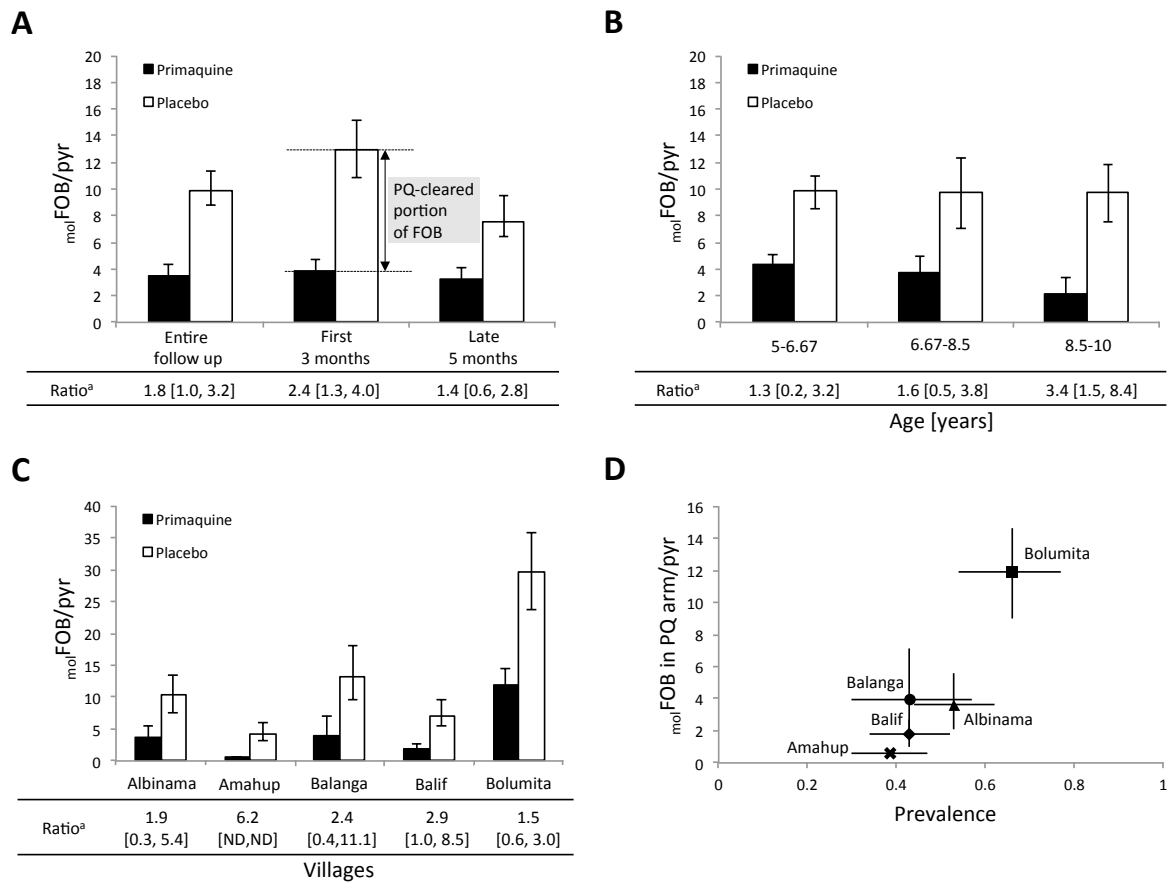 A
molFOB/pyr
20
18
16
14
12
10
8
6
4
2
0
Primaquine
Placebo
PQ-cleared
portion
of FOB
Entire
follow up
First
3 months
Late
5 months
Ratioᵃ 1.8 [1.0, 3.2] 2.4 [1.3, 4.0] 1.4 [0.6, 2.8]
B
molFOB/pyr
20
18
16
14
12
10
8
6
4
2
0
Primaquine
Placebo
5-6.67 6.67-8.5 8.5-10
Ratioᵃ 1.3 [0.2, 3.2] 1.6 [0.5, 3.8] 3.4 [1.5, 8.4]
Age [years]
C
molFOB/pyr
40
35
30
25
20
15
10
5
0
Primaquine
Placebo
Albinama Amahup Balanga Balif Bolumita
Ratioᵃ
1.9
[0.3, 5.4]
6.2
[ND,ND]
2.4
[0.4,11.1]
2.9
[1.0, 8.5]
1.5
[0.6, 3.0]
Villages
D
molFOB in PQ arm/pyr
16
14
12
10
8
6
4
2
0
Bolumita
Balanga
Balif
Albinama
Amahup
0 0.2 0.4 0.6 0.8 1
Prevalence